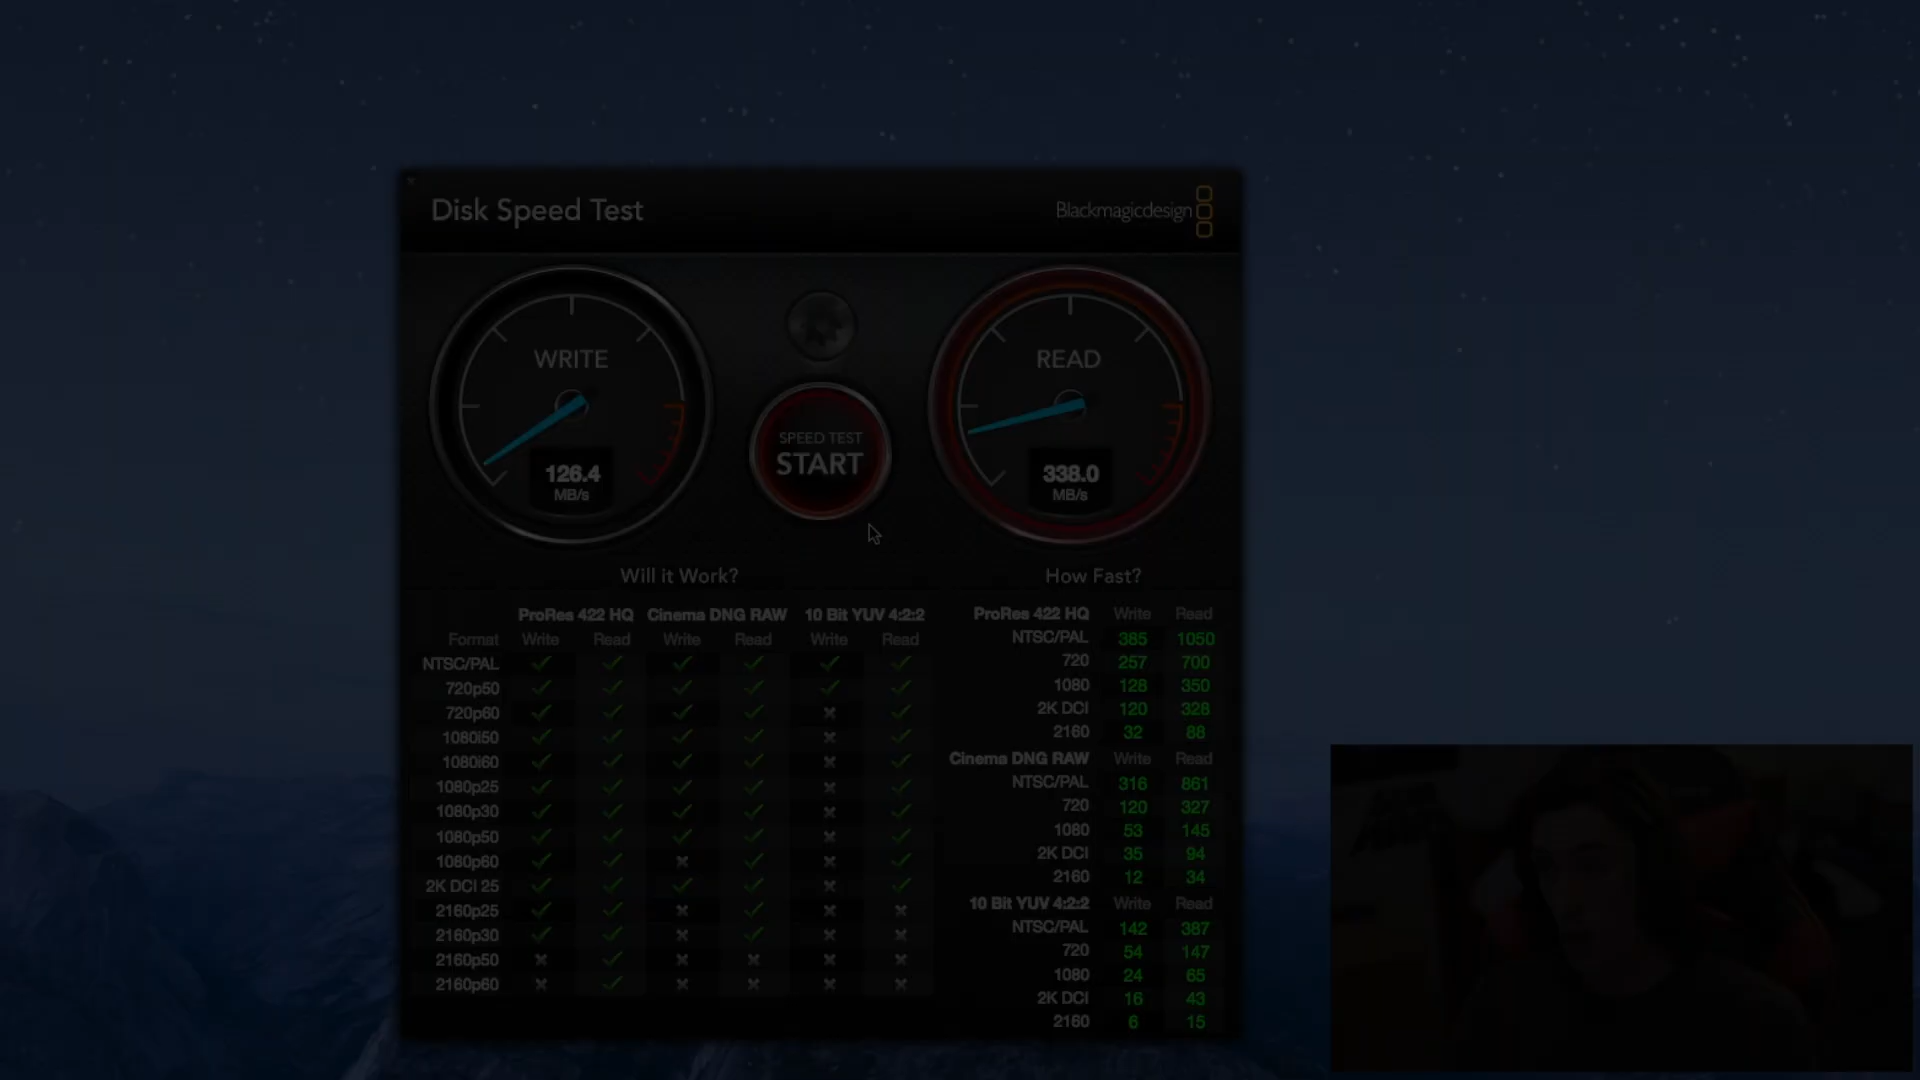 Disk Speed Test
Blackmagicdesign
WRITE
126.4
MB/s
SPEED TEST
START
READ
338.0
MB/s
Will it Work?
ProRes 422 HQ Cinema DNG RAW 10 Bit YUV 4:2:2
Format Write Read Write Read Write Read
NTSC/PAL
720p50
720p60
1080i50
1080i60
1080p25
1080p30
1080p50
1080p60
2K DCI 25
2160p25
2160p30
2160p50
2160p60
How Fast?
ProRes 422 HQ Write Read
NTSC/PAL 385 1050
720 257 700
1080 128 350
2K DCI 120 328
2160 32 88
Cinema DNG RAW Write Read
NTSC/PAL 316 861
720 120 327
1080 53 145
2K DCI 35 94
2160 12 34
10 Bit YUV 4:2:2 Write Read
NTSC/PAL 142 387
720 54 147
1080 24 65
2K DCI 16 43
2160 6 15